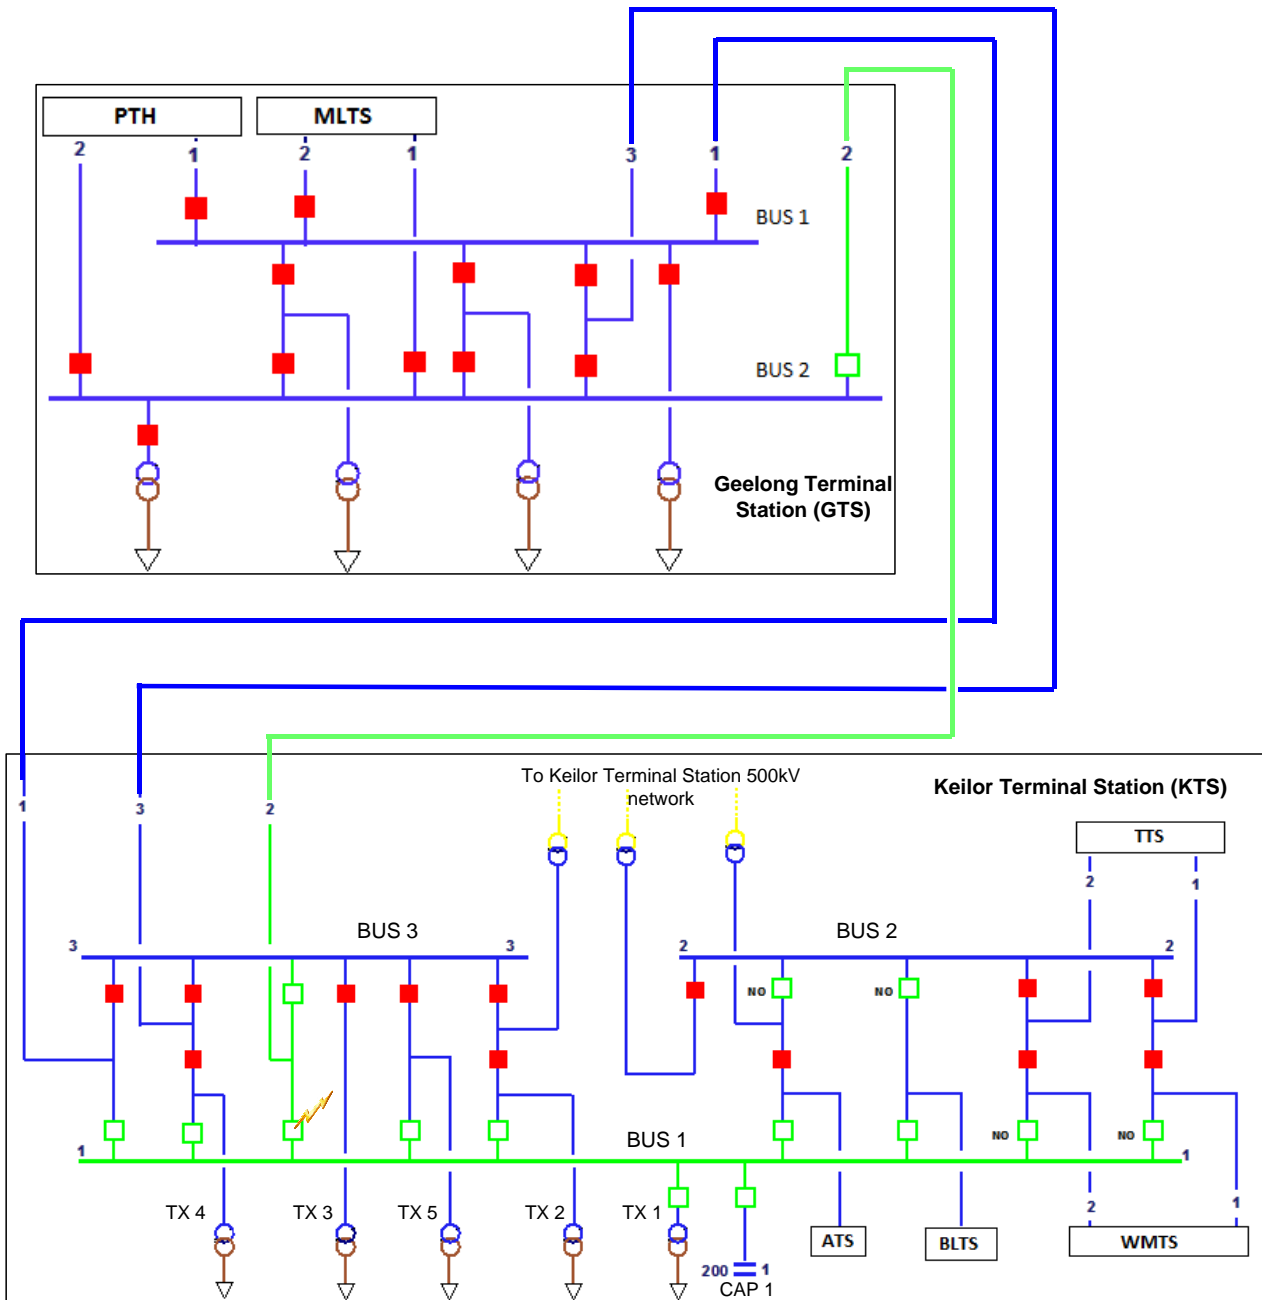 PTH
MLTS
2
1
2
1
3
1
2
BUS 1
BUS 2
Geelong Terminal
Station (GTS)
To Keilor Terminal Station 500kV
network
Keilor Terminal Station (KTS)
1
3
2
TTS
2
1
3
BUS 3
3
2
BUS 2
2
NO
NO
1
BUS 1
NO
NO
1
TX 4
TX 3
TX 5
TX 2
TX 1
2
1
ATS
BLTS
WMTS
200
1
CAP 1